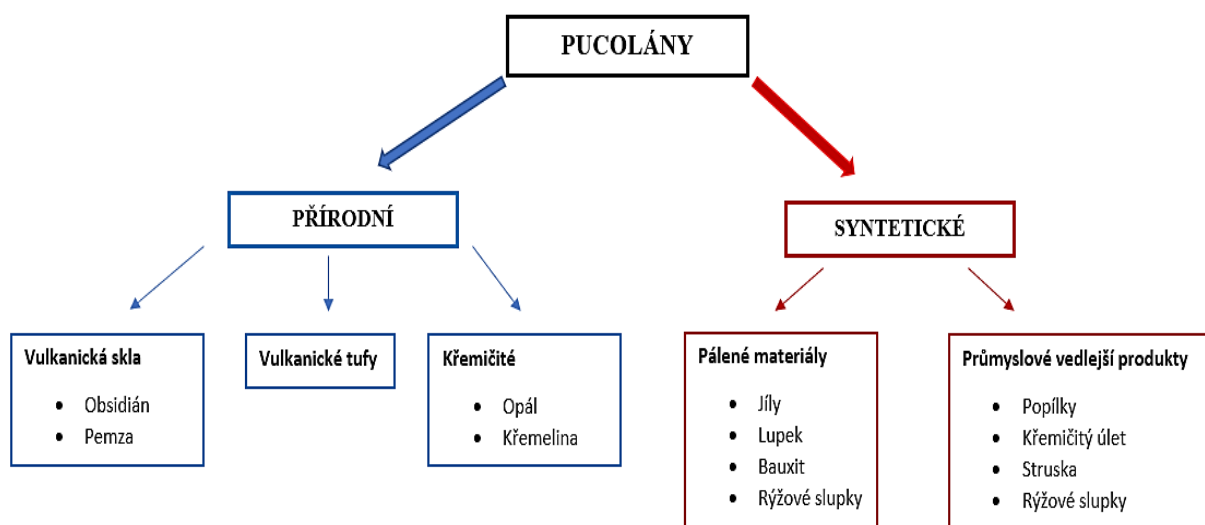 PUCOLÁNY
PŘÍRODNÍ
SYNTETICKÉ
Vulkanická skla
• Obsidián
• Pemza
Vulkanické tufy
Křemičité
• Opál
• Křemelina
Pálené materiály
• Jíly
• Lupek
• Bauxit
• Rýžové slupky
Průmyslové vedlejší produkty
• Popílky
• Křemičitý úlet
• Struska
• Rýžové slupky